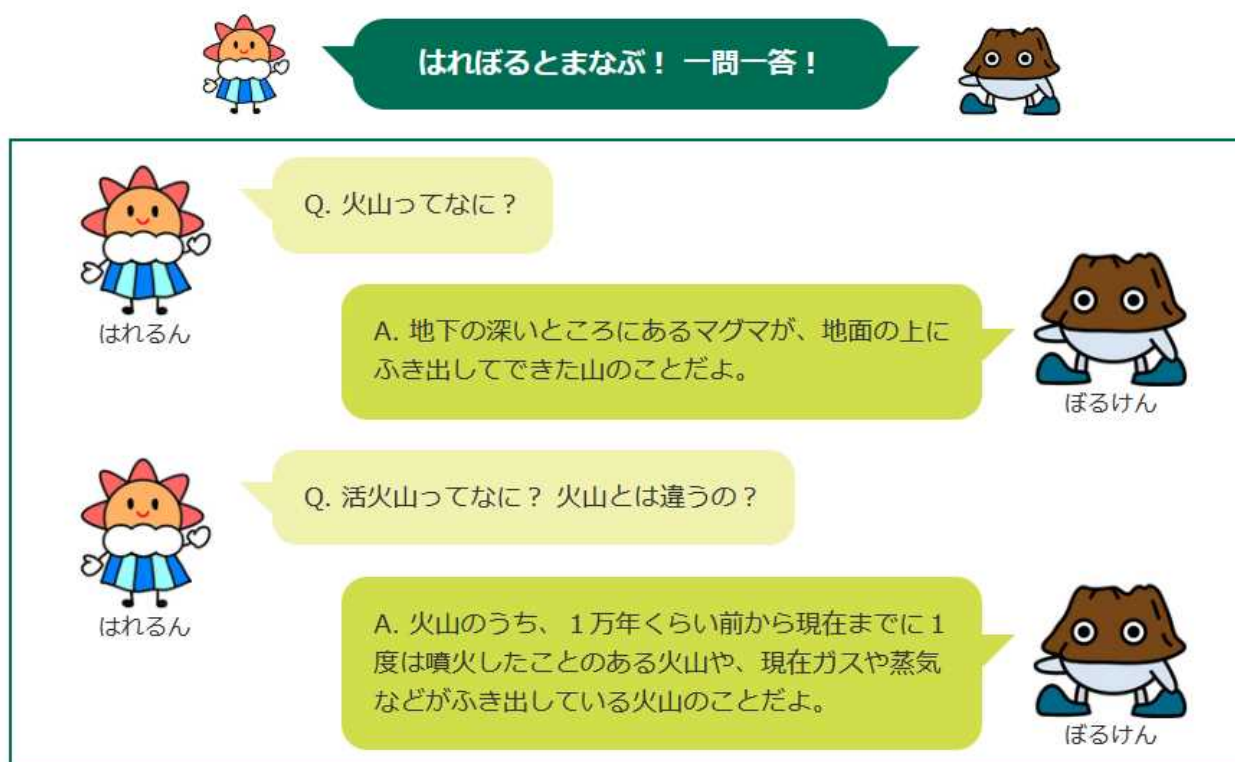 はれぼるとまなぶ！ 一問一答！
Q. 火山ってなに？
はれるん
A. 地下の深いところにあるマグマが、地面の上に
ふき出してできた山のことだよ。
ぼるけん
Q. 活火山ってなに？ 火山とは違うの？
はれるん
A. 火山のうち、１万年くらい前から現在までに１
度は噴火したことのある火山や、現在ガスや蒸気
などがふき出している火山のことだよ。
ぼるけん